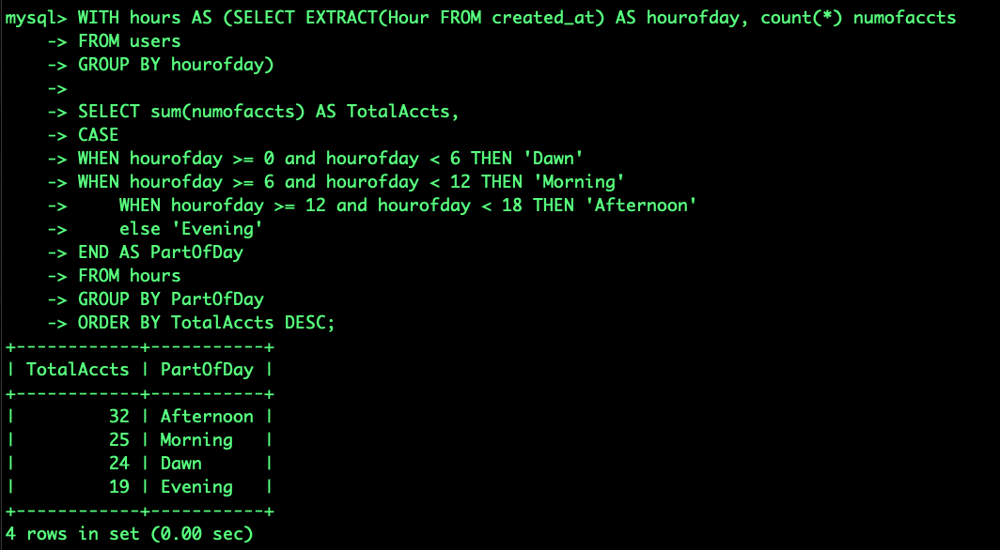 mysql> WITH hours AS (SELECT EXTRACT(Hour FROM created_at) AS hourofday, count(*) numofaccts
    -> FROM users
    -> GROUP BY hourofday)
    ->
    -> SELECT sum(numofaccts) AS TotalAccts,
    -> CASE
    -> WHEN hourofday >= 0 and hourofday < 6 THEN 'Dawn'
    -> WHEN hourofday >= 6 and hourofday < 12 THEN 'Morning'
    ->     WHEN hourofday >= 12 and hourofday < 18 THEN 'Afternoon'
    ->     else 'Evening'
    -> END AS PartOfDay
    -> FROM hours
    -> GROUP BY PartOfDay
    -> ORDER BY TotalAccts DESC;
+------------+-----------+
| TotalAccts | PartOfDay |
+------------+-----------+
|         32 | Afternoon |
|         25 | Morning   |
|         24 | Dawn      |
|         19 | Evening   |
+------------+-----------+
4 rows in set (0.00 sec)